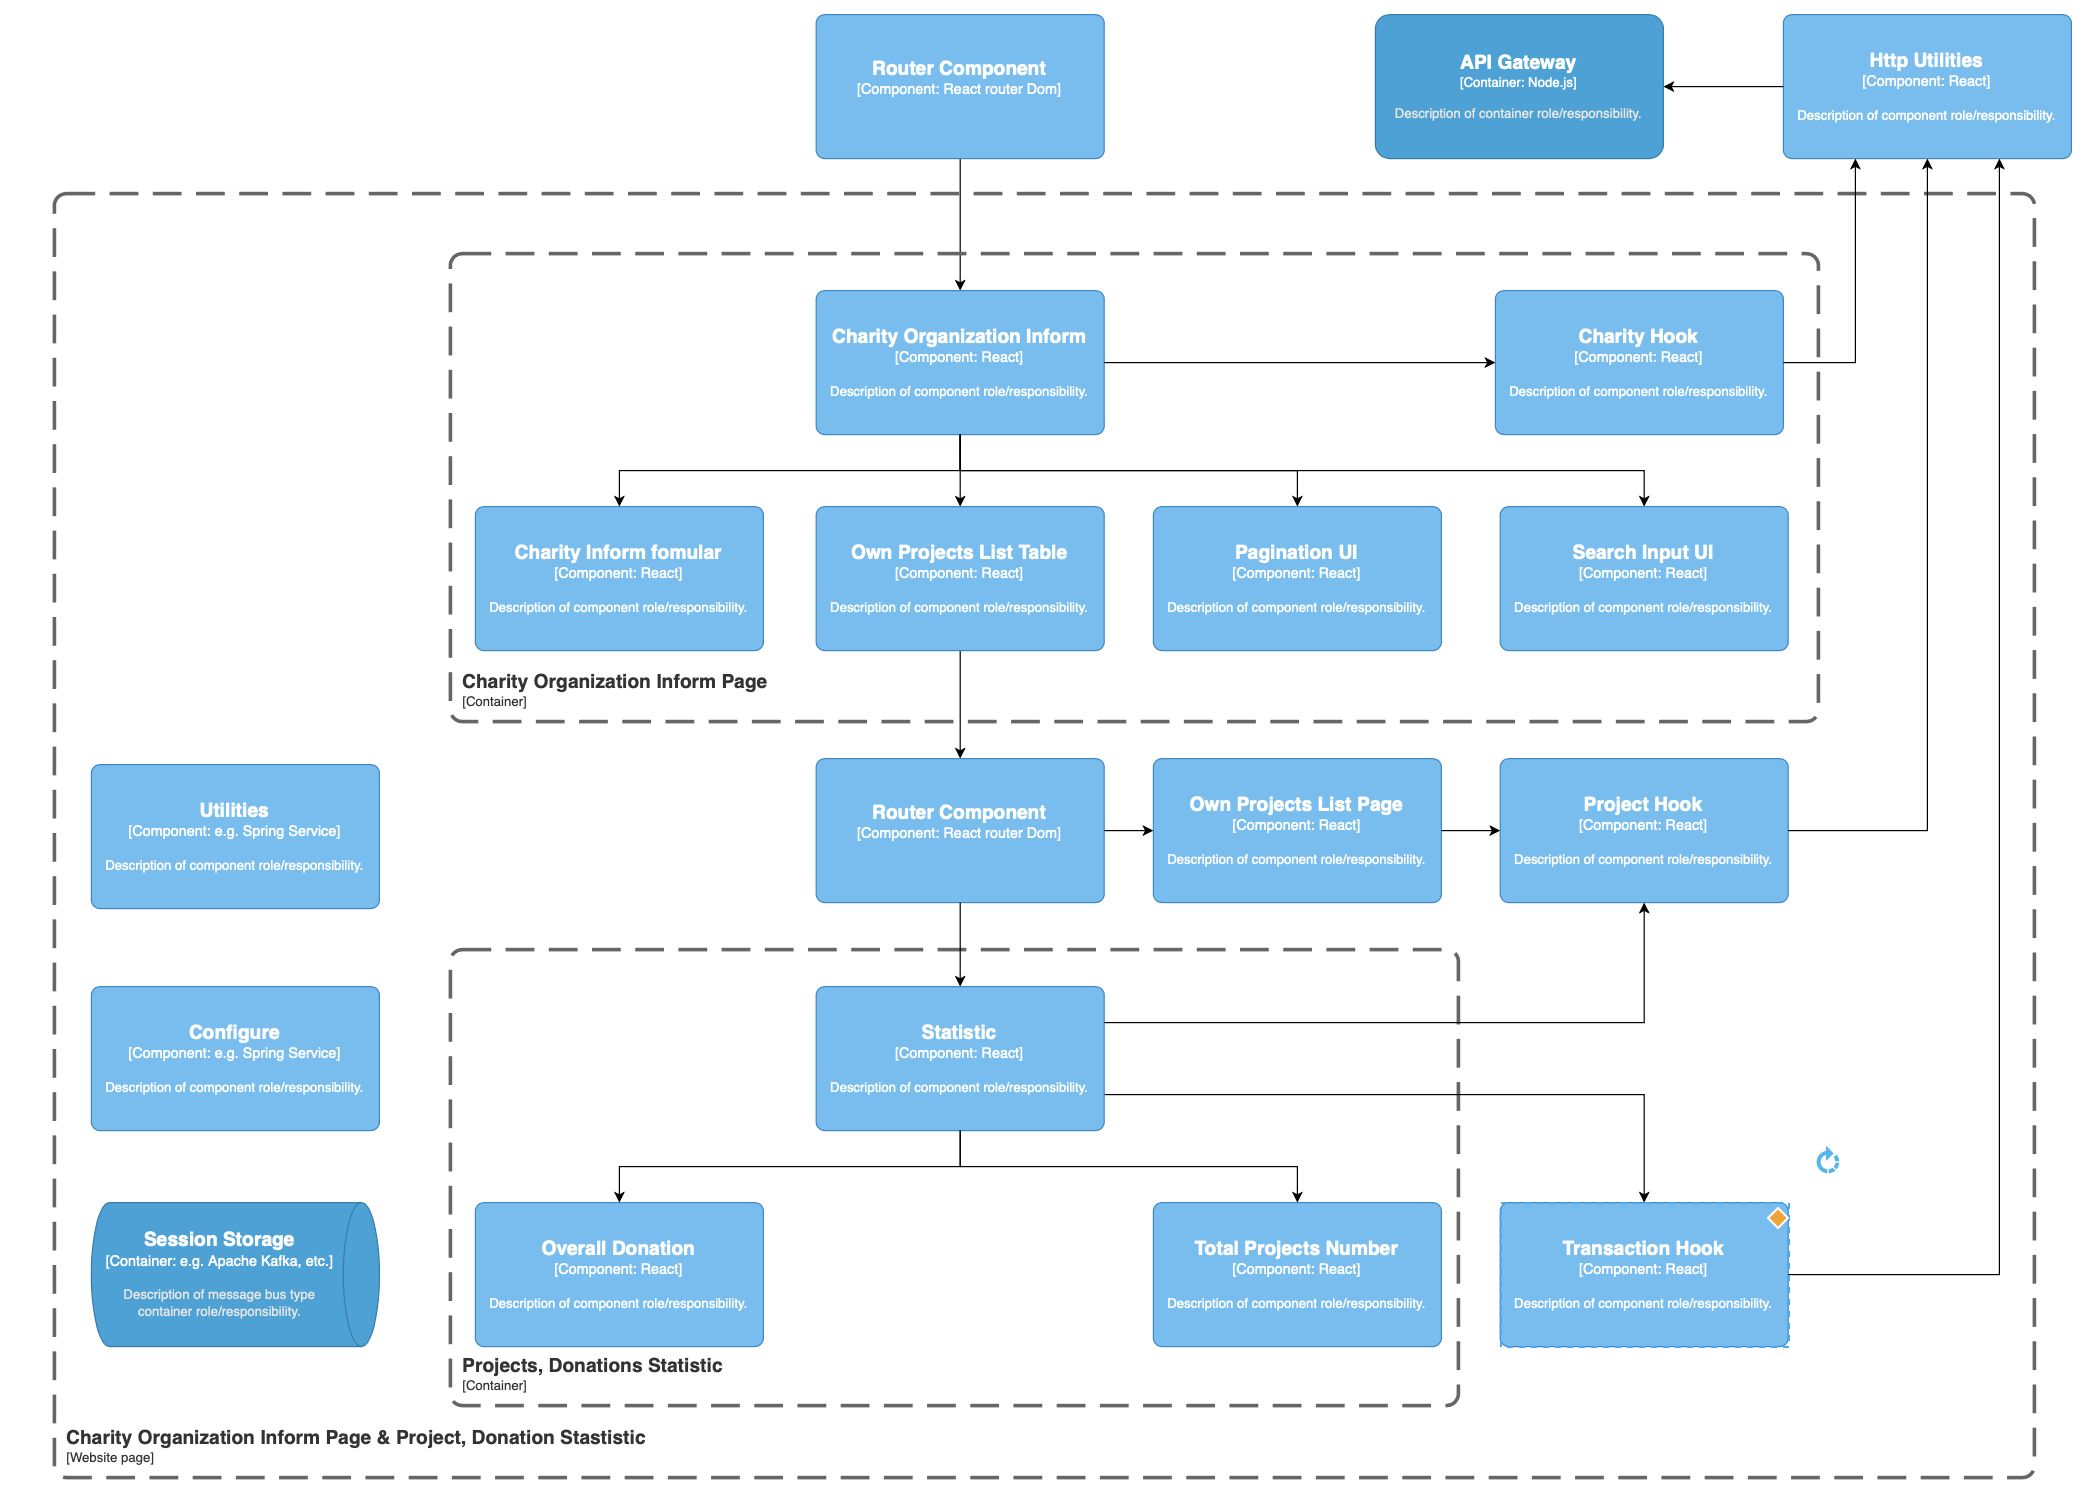 Router Component
[Component: React router Dom]
API Gateway
[Container: Node.js]
Description of container role/responsibility.
Http Utilities
[Component: React]
Description of component role/responsibility.
Charity Organization Inform
[Component: React]
Description of component role/responsibility.
Charity Hook
[Component: React]
Description of component role/responsibility.
Charity Inform fomular
[Component: React]
Description of component role/responsibility.
Own Projects List Table
[Component: React]
Description of component role/responsibility.
Pagination UI
[Component: React]
Description of component role/responsibility.
Search Input UI
[Component: React]
Description of component role/responsibility.
Charity Organization Inform Page
[Container]
Utilities
[Component: e.g. Spring Service]
Description of component role/responsibility.
Router Component
[Component: React router Dom]
Own Projects List Page
[Component: React]
Description of component role/responsibility.
Project Hook
[Component: React]
Description of component role/responsibility.
Configure
[Component: e.g. Spring Service]
Description of component role/responsibility.
Statistic
[Component: React]
Description of component role/responsibility.
Session Storage
[Container: e.g. Apache Kafka, etc.]
Description of message bus type
container role/responsibility.
Overall Donation
[Component: React]
Description of component role/responsibility.
Total Projects Number
[Component: React]
Description of component role/responsibility.
Transaction Hook
[Component: React]
Description of component role/responsibility.
Projects, Donations Statistic
[Container]
Charity Organization Inform Page & Project, Donation Stastistic
[Website page]